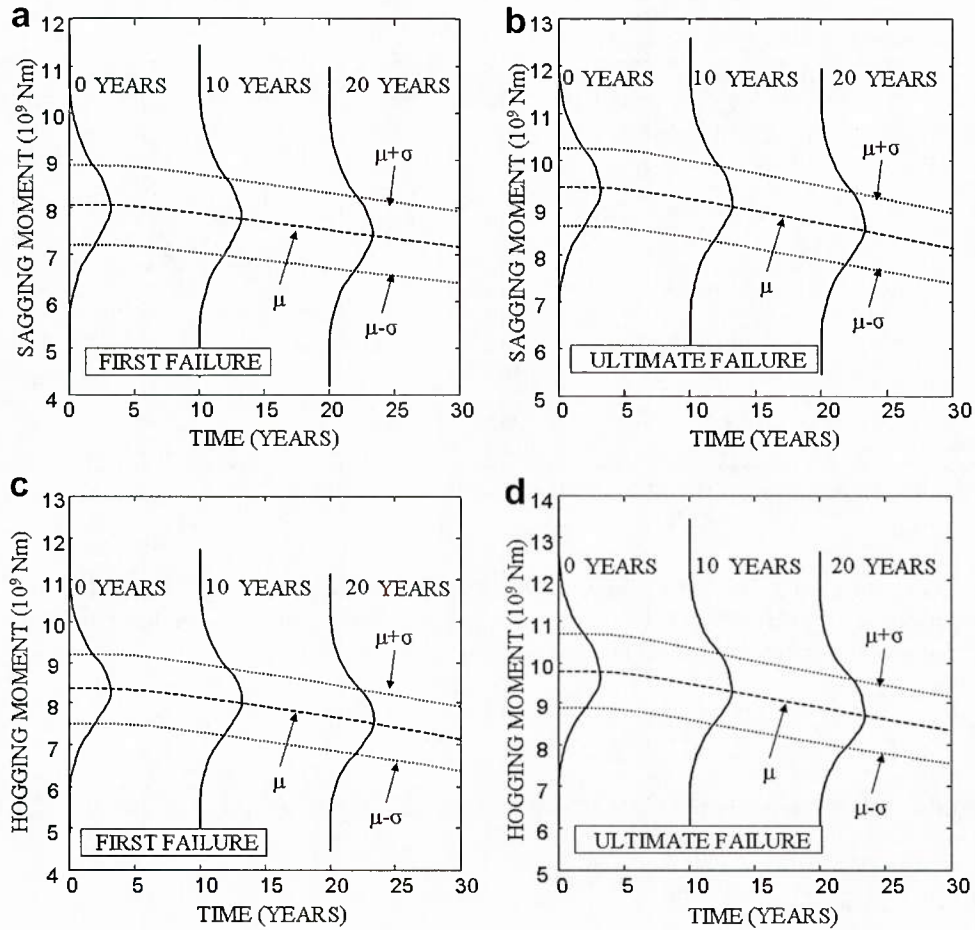 a
12
11
10
9
8
7
6
5
4
SAGGING MOMENT (10⁹ Nm)
0 YEARS
10 YEARS
20 YEARS
μ+σ
μ
μ-σ
FIRST FAILURE
0 5 10 15 20 25 30
TIME (YEARS)
b
13
12
11
10
9
8
7
6
5
SAGGING MOMENT (10⁹ Nm)
0 YEARS
10 YEARS
20 YEARS
μ+σ
μ
μ-σ
ULTIMATE FAILURE
0 5 10 15 20 25 30
TIME (YEARS)
c
13
12
11
10
9
8
7
6
5
4
HOGGING MOMENT (10⁹ Nm)
0 YEARS
10 YEARS
20 YEARS
μ+σ
μ
μ-σ
FIRST FAILURE
0 5 10 15 20 25 30
TIME (YEARS)
d
14
13
12
11
10
9
8
7
6
5
HOGGING MOMENT (10⁹ Nm)
0 YEARS
10 YEARS
20 YEARS
μ+σ
μ
μ-σ
ULTIMATE FAILURE
0 5 10 15 20 25 30
TIME (YEARS)